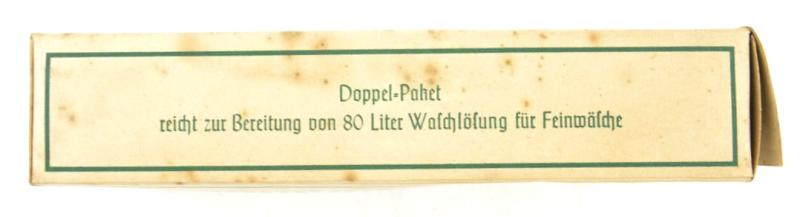 Doppel-Paket
reicht zur Bereitung von 80 Liter Waſchlöſung für Feinwäſche